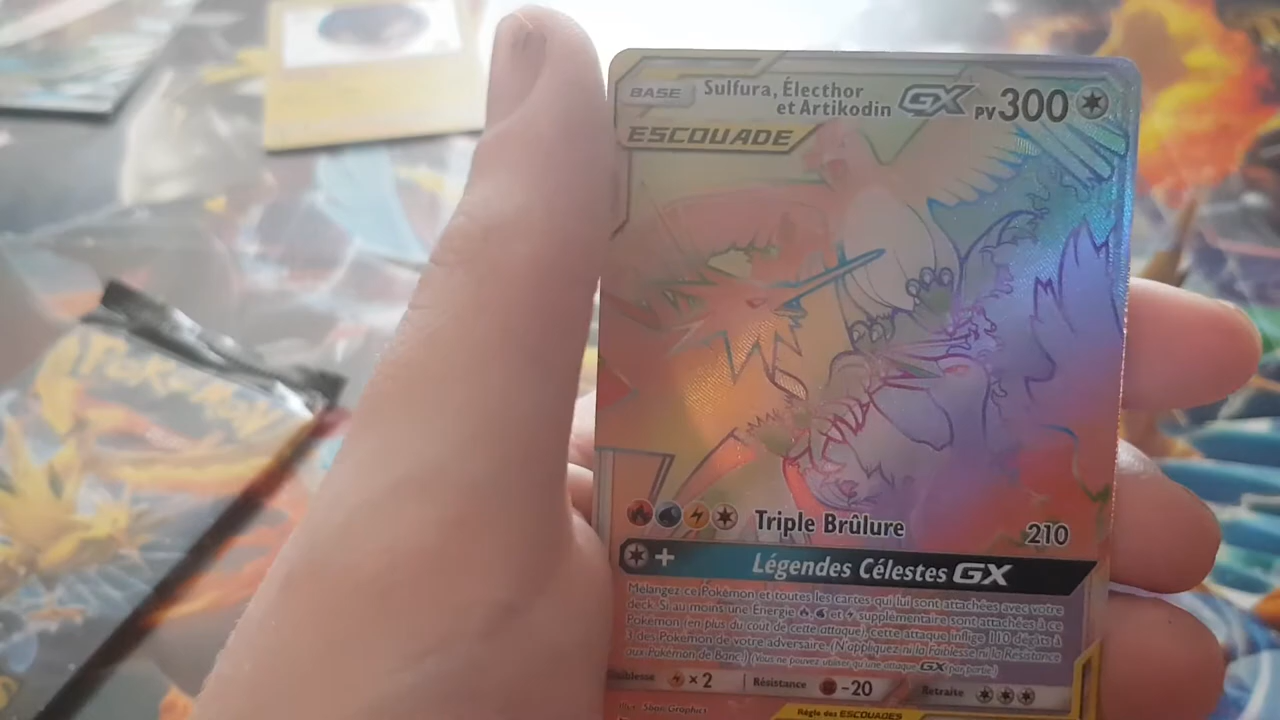 BASE
Sulfura, Électhor
et Artikodin GX PV300
ESCOUADE
Triple Brûlure 210
+ Légendes Célestes GX
Mélangez ce Pokémon et toutes les cartes qui lui sont attachées avec votre
deck. Si au moins une Énergie et supplémentaire sont attachées à ce
Pokémon (en plus du coût de cette attaque), cette attaque inflige 110 dégâts à
3 des Pokémon de votre adversaire. (N'appliquez ni la Faiblesse ni la Résistance
aux Pokémon de Banc.) (Vous ne pouvez utiliser qu'une attaque GX par partie.)
Faiblesse ×2 Résistance -20 Retraite
Illus. 5ban Graphics
Règle des ESCOUADES
POKÉMON